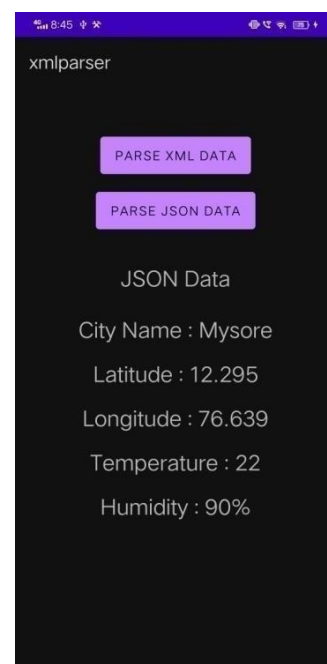 4G 8:45
xmlparser
PARSE XML DATA
PARSE JSON DATA
JSON Data
City Name : Mysore
Latitude : 12.295
Longitude : 76.639
Temperature : 22
Humidity : 90%